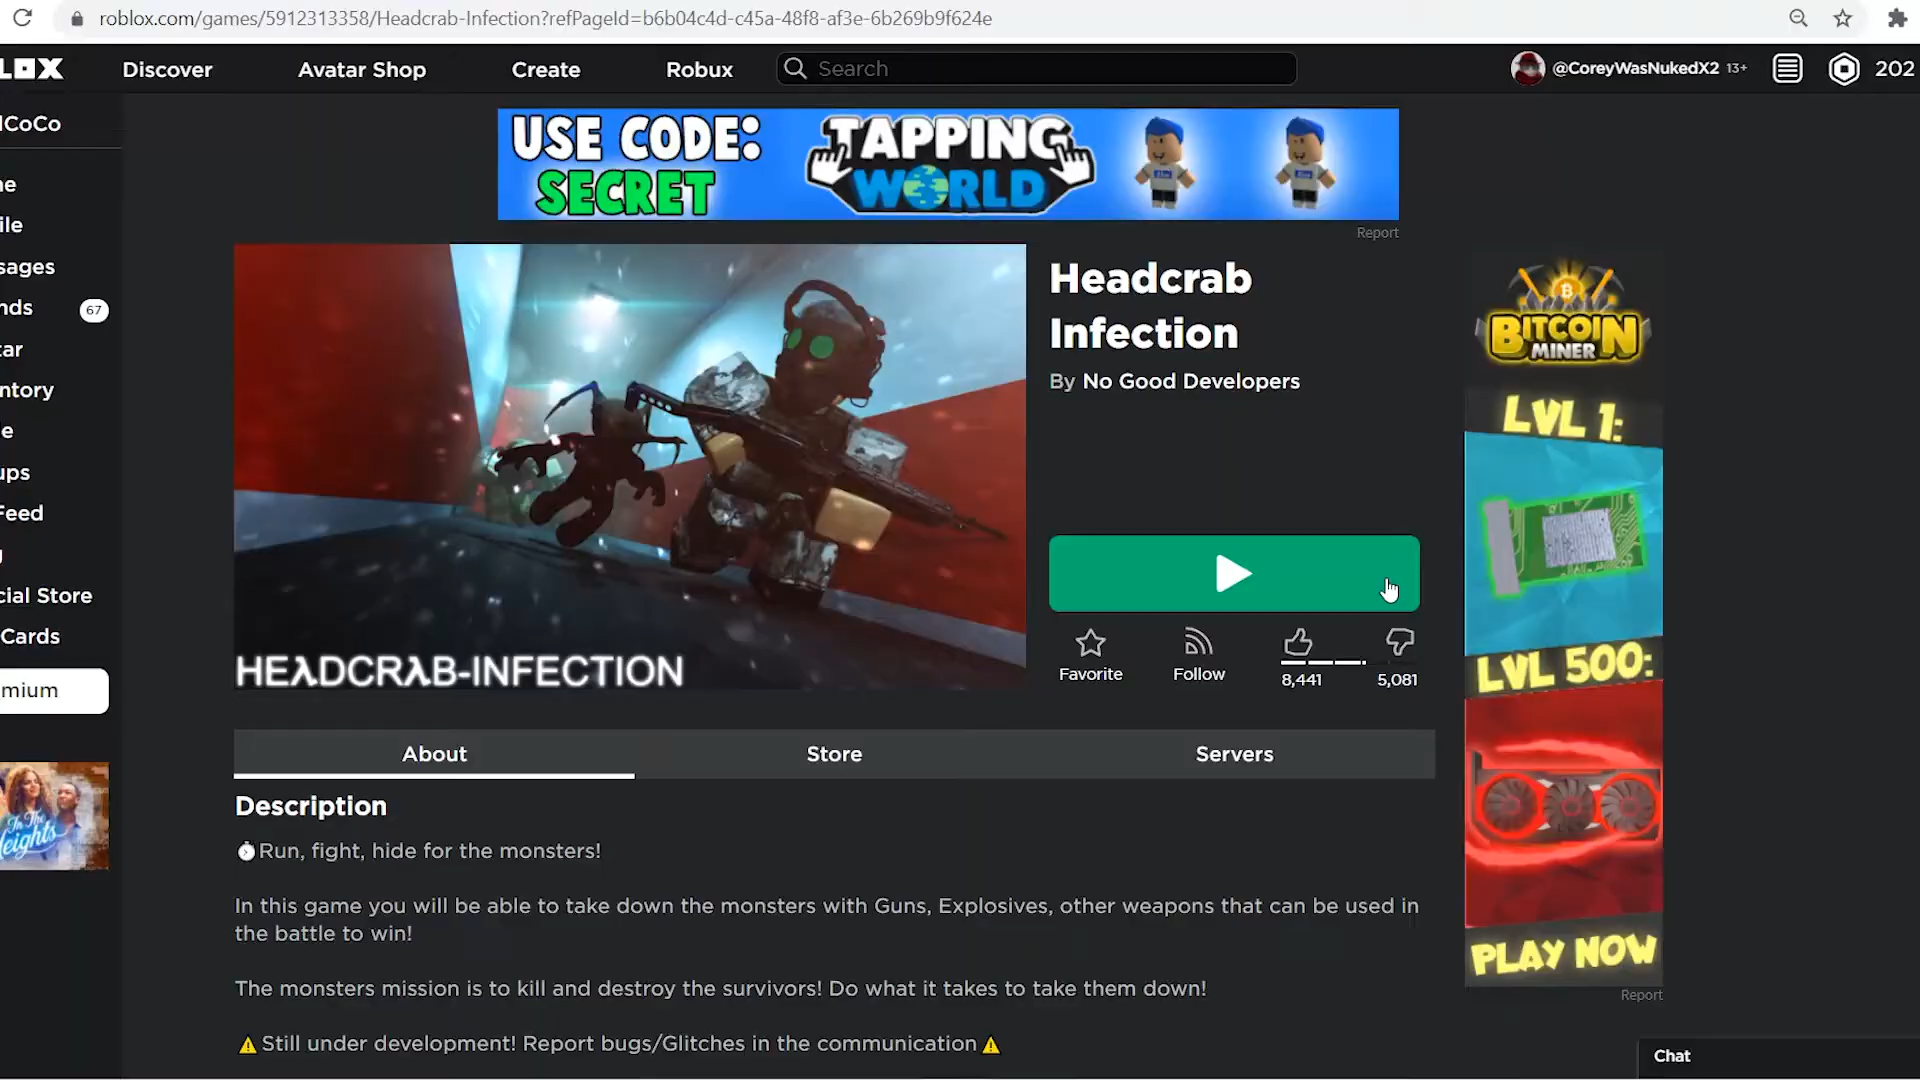 roblox.com/games/5912313358/Headcrab-Infection?refPageId=b6b04c4d-c45a-48f8-af3e-6b269b9f624e
LOX
Discover
Avatar Shop
Create
Robux
Search
@CoreyWasNukedX2 13+
202
lCoCo
ne
ile
sages
nds
67
tar
ntory
e
ups
Feed
g
cial Store
Cards
mium
In The
Heights
USE CODE:
SECRET
TAPPING
WORLD
Report
HEλDCRλB-INFECTION
Headcrab
Infection
By No Good Developers
Favorite
Follow
8,441
5,081
BITCOIN
MINER
LVL 1:
LVL 500:
PLAY NOW
Report
About
Store
Servers
Description
Run, fight, hide for the monsters!
In this game you will be able to take down the monsters with Guns, Explosives, other weapons that can be used in
the battle to win!
The monsters mission is to kill and destroy the survivors! Do what it takes to take them down!
⚠Still under development! Report bugs/Glitches in the communication⚠
Chat